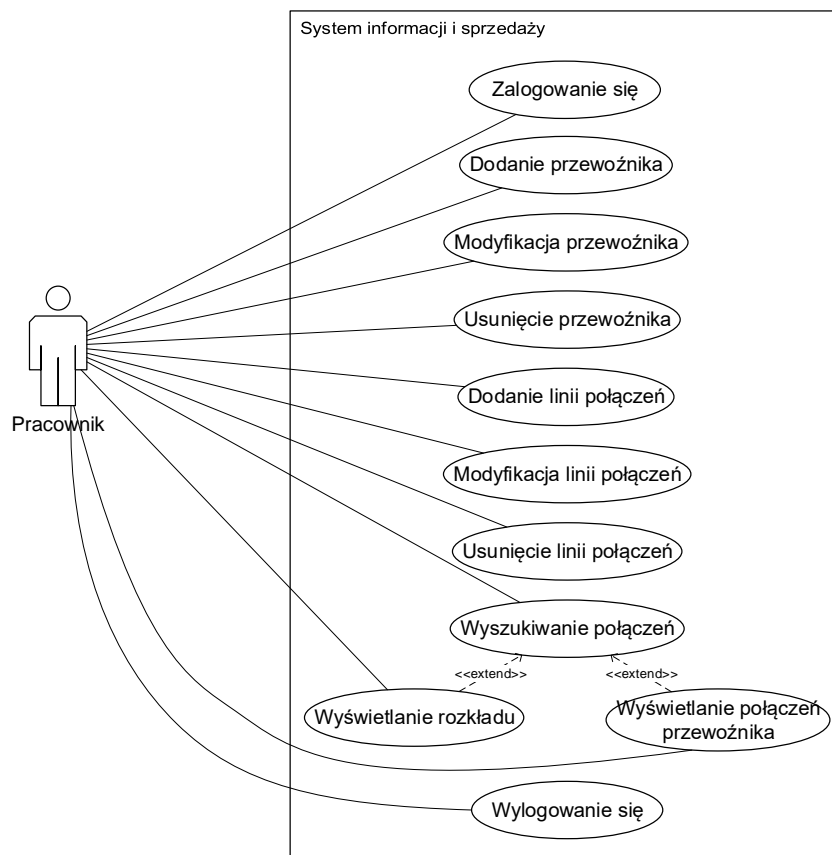 System informacji i sprzedaży
Zalogowanie się
Dodanie przewoźnika
Modyfikacja przewoźnika
Usunięcie przewoźnika
Dodanie linii połączeń
Pracownik
Modyfikacja linii połączeń
Usunięcie linii połączeń
Wyszukiwanie połączeń
<<extend>>
<<extend>>
Wyświetlanie rozkładu
Wyświetlanie połączeń
przewoźnika
Wylogowanie się